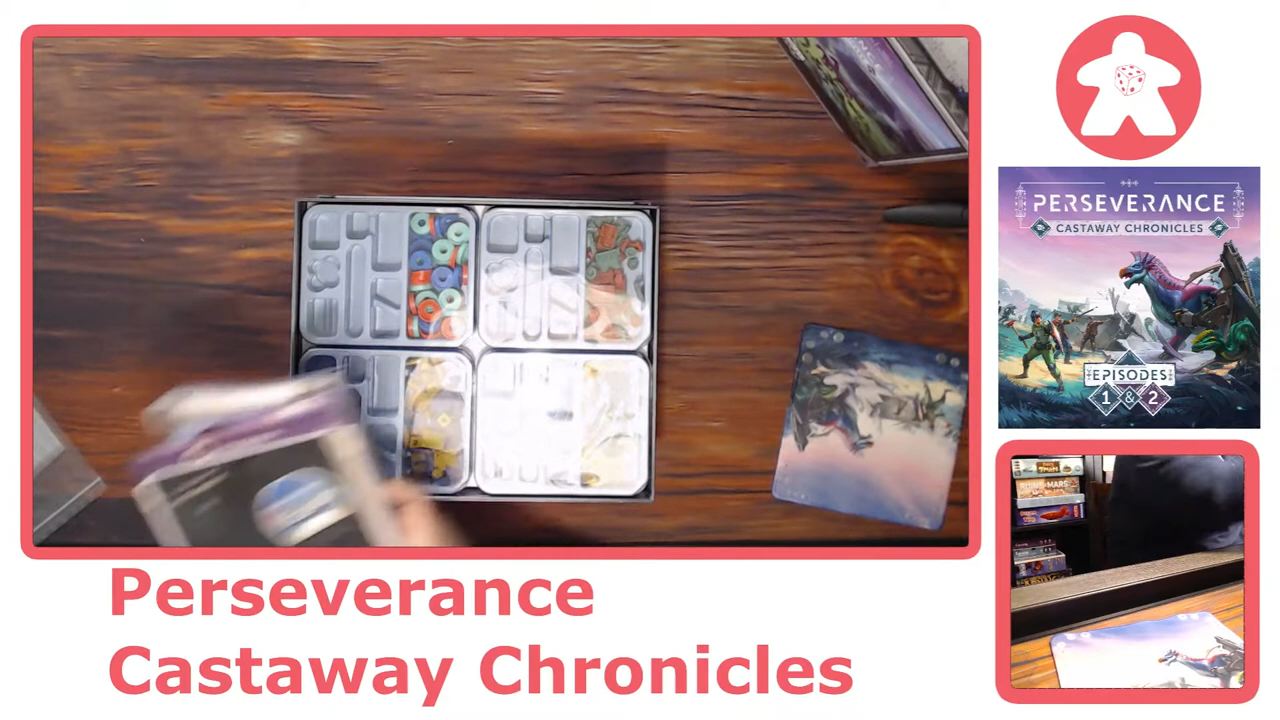 PERSEVERANCE
CASTAWAY CHRONICLES
EPISODES
1 & 2
Perseverance
Castaway Chronicles